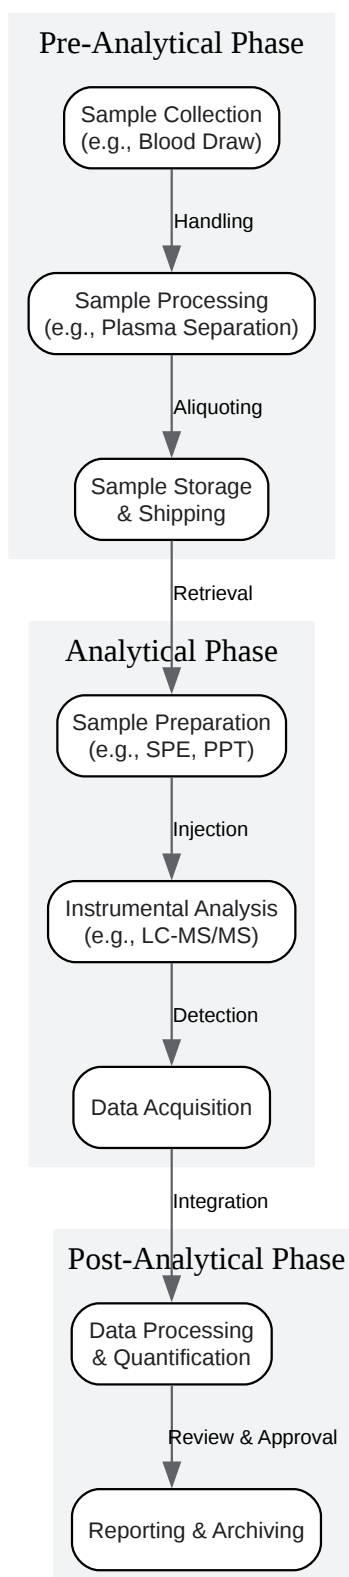 Pre-Analytical Phase
Sample Collection
(e.g., Blood Draw)
Handling
Sample Processing
(e.g., Plasma Separation)
Aliquoting
Sample Storage
& Shipping
Retrieval
Analytical Phase
Sample Preparation
(e.g., SPE, PPT)
Injection
Instrumental Analysis
(e.g., LC-MS/MS)
Detection
Data Acquisition
Integration
Post-Analytical Phase
Data Processing
& Quantification
Review & Approval
Reporting & Archiving